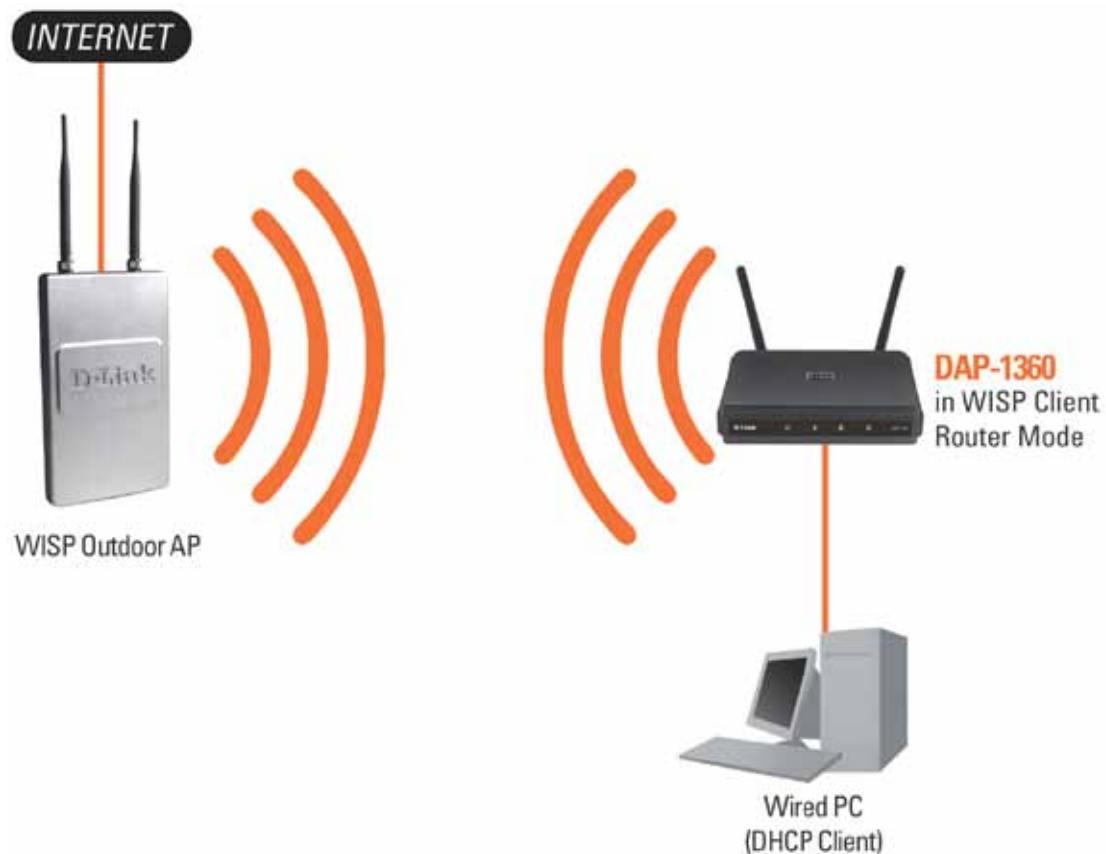 INTERNET
D-Link
WISP Outdoor AP
DAP-1360
in WISP Client
Router Mode
Wired PC
(DHCP Client)